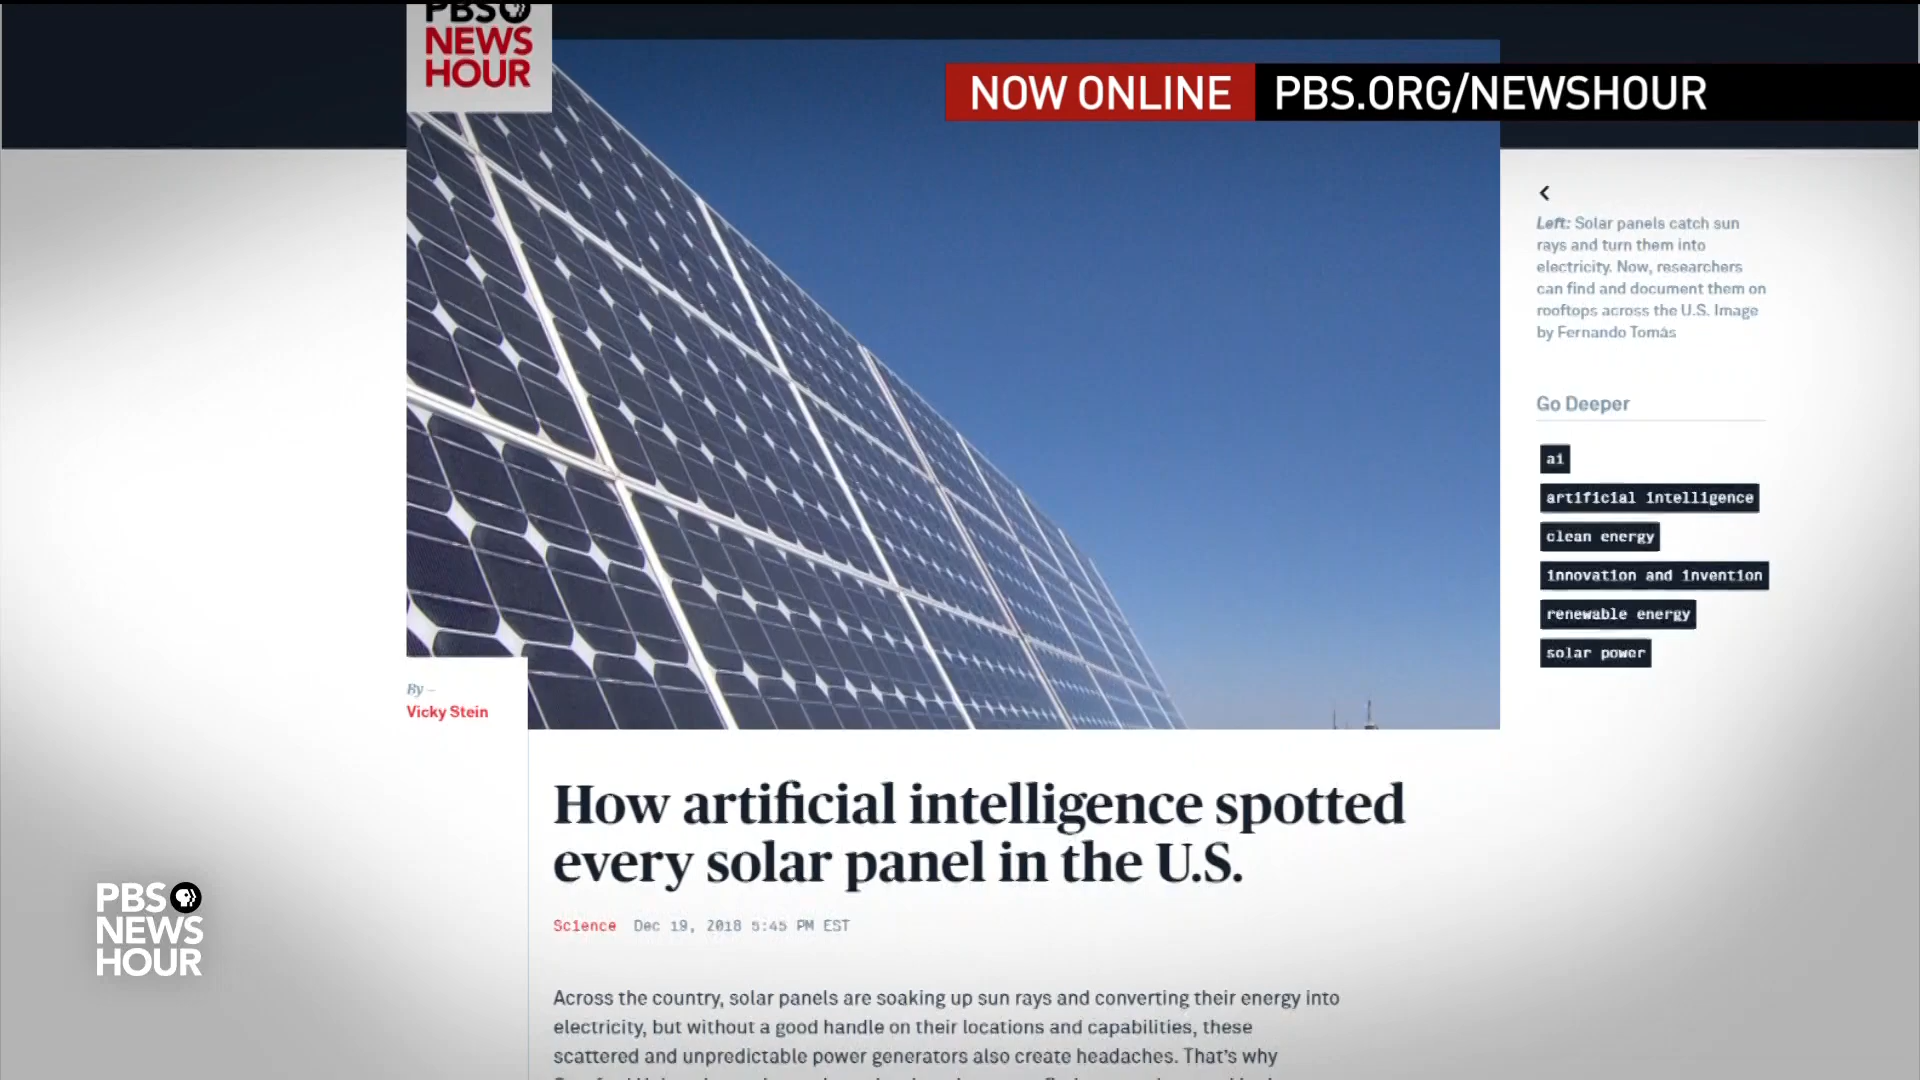 PBS
NEWS
HOUR
NOW ONLINE PBS.ORG/NEWSHOUR
Left: Solar panels catch sun
rays and turn them into
electricity. Now, researchers
can find and document them on
rooftops across the U.S. Image
by Fernando Tomás
Go Deeper
ai
artificial intelligence
clean energy
innovation and invention
renewable energy
solar power
By –
Vicky Stein
How artificial intelligence spotted
every solar panel in the U.S.
Science Dec 19, 2018 5:45 PM EST
PBS
NEWS
HOUR
Across the country, solar panels are soaking up sun rays and converting their energy into
electricity, but without a good handle on their locations and capabilities, these
scattered and unpredictable power generators also create headaches. That's why